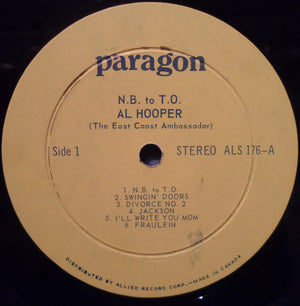 paragon
N.B. to T.O.
AL HOOPER
(The East Coast Ambassador)
Side 1
STEREO ALS 176-A
1. N.B. to T.O.
2. SWINGIN' DOORS
3. DIVORCE NO. 2
4. JACKSON
5. I'LL WRITE YOU MOM
6. FRAULEIN
DISTRIBUTED BY ALLIED RECORD CORP.-MADE IN CANADA